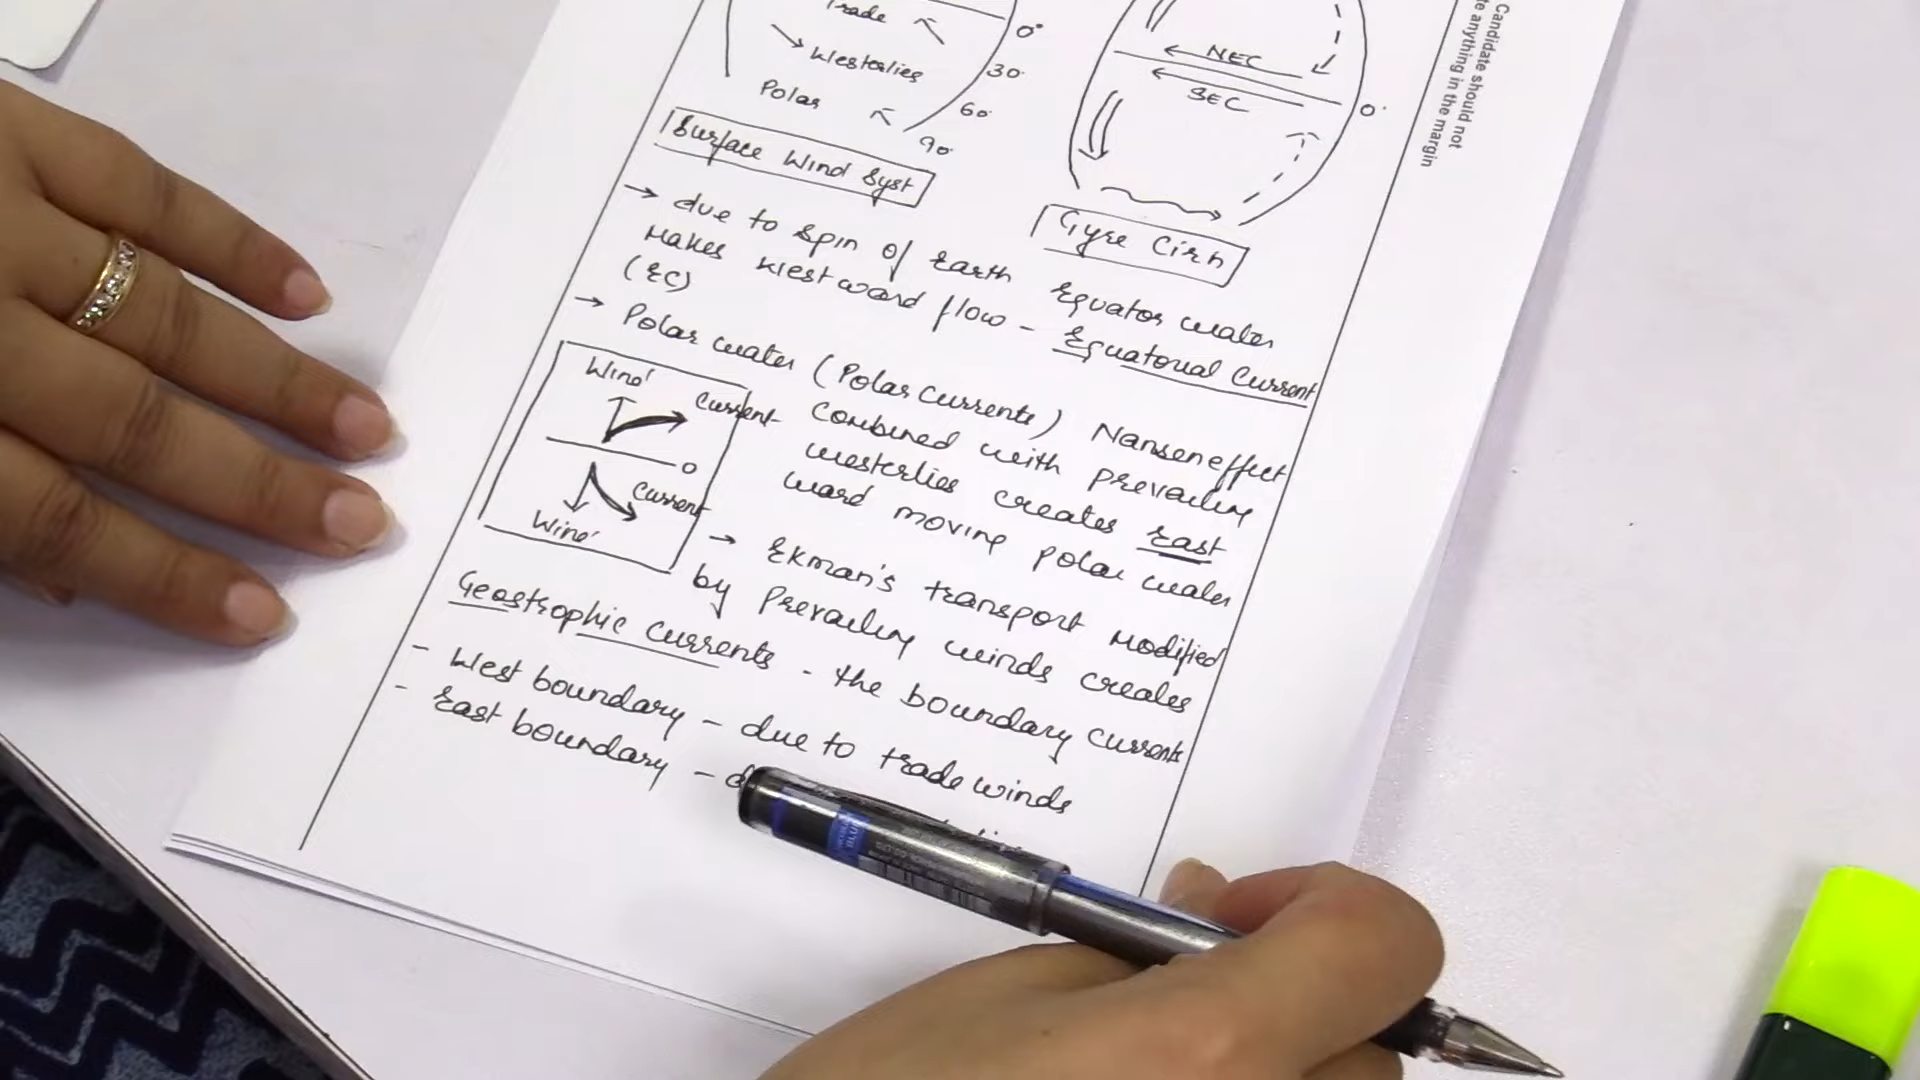 Trade
Westerlies
Polar
0°
30°
60°
90°
NEC
SEC
0°
Candidate should not
anything in the margin
Surface Wind Syst
Gyre Circn
→ due to spin of Earth Equator water
makes westward flow - Equatorial Current
(EC)
→ Polar water (Polar Currents) Nansen effect
combined with prevailing
westerlies creates East
ward moving polar water
Wind
Current
0
Current
Wind
→ Ekman's transport modified
by prevailing winds creates
Geostrophic currents - the boundary currents
- West boundary - due to trade winds
- East boundary -